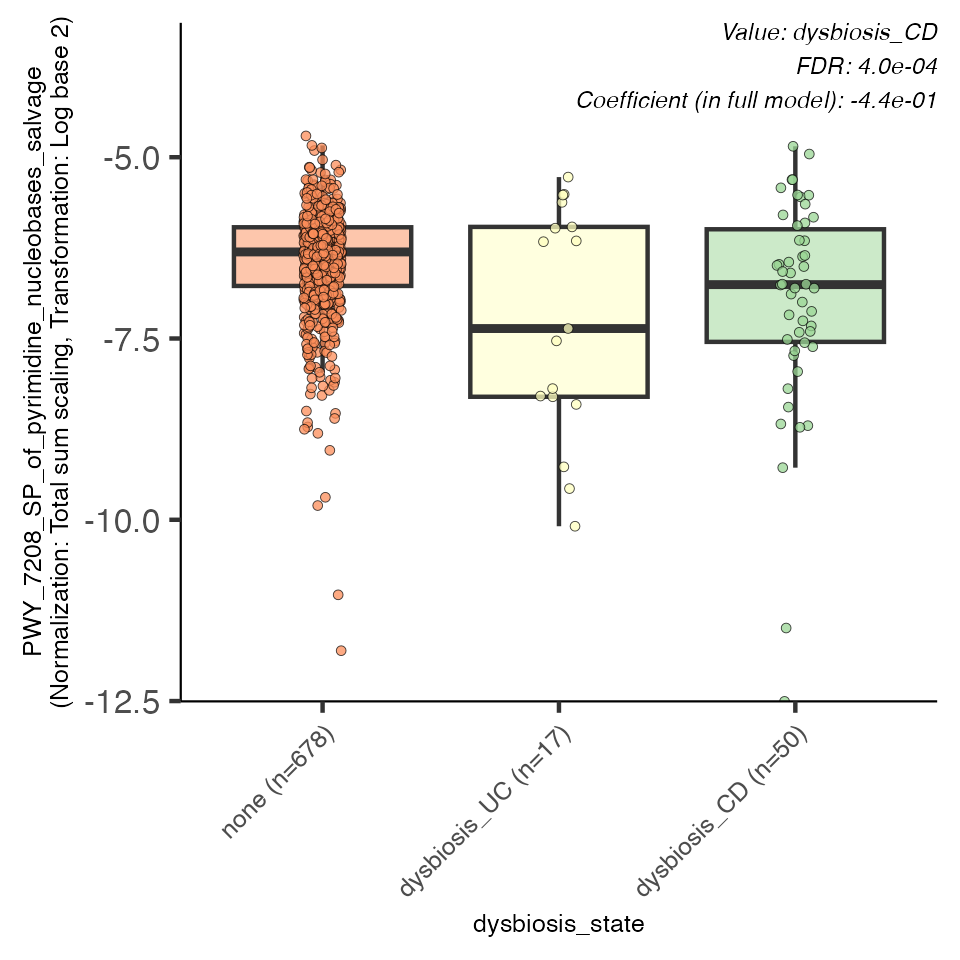 Value: dysbiosis_CD
FDR: 4.0e-04
Coefficient (in full model): -4.4e-01
PWY_7208_SP_of_pyrimidine_nucleobases_salvage
(Normalization: Total sum scaling, Transformation: Log base 2)
-5.0
-7.5
-10.0
-12.5
none (n=678)
dysbiosis_UC (n=17)
dysbiosis_CD (n=50)
dysbiosis_state